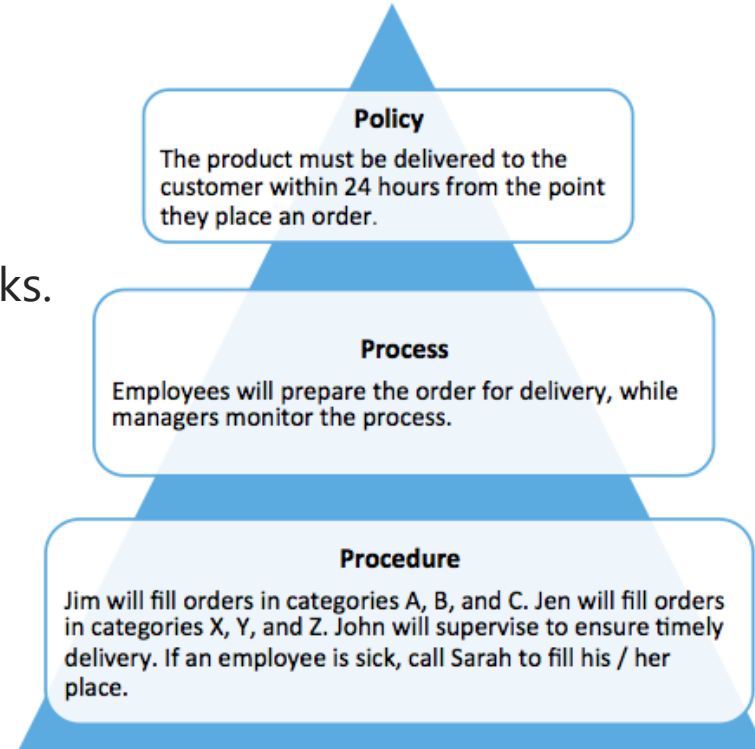 Policy
The product must be delivered to the
customer within 24 hours from the point
they place an order.
ks.
Process
Employees will prepare the order for delivery, while
managers monitor the process.
Procedure
Jim will fill orders in categories A, B, and C. Jen will fill orders
in categories X, Y, and Z. John will supervise to ensure timely
delivery. If an employee is sick, call Sarah to fill his / her
place.